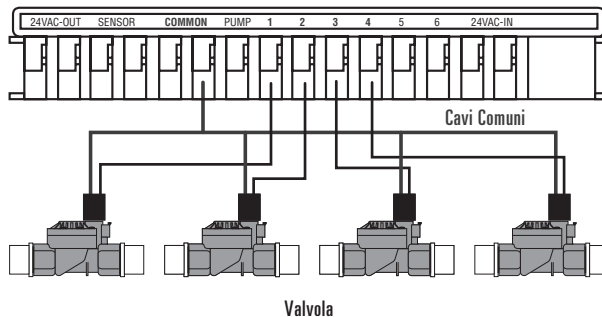 24VAC-OUT SENSOR COMMON PUMP 1 2 3 4 5 6 24VAC-IN
Cavi Comuni
Valvola